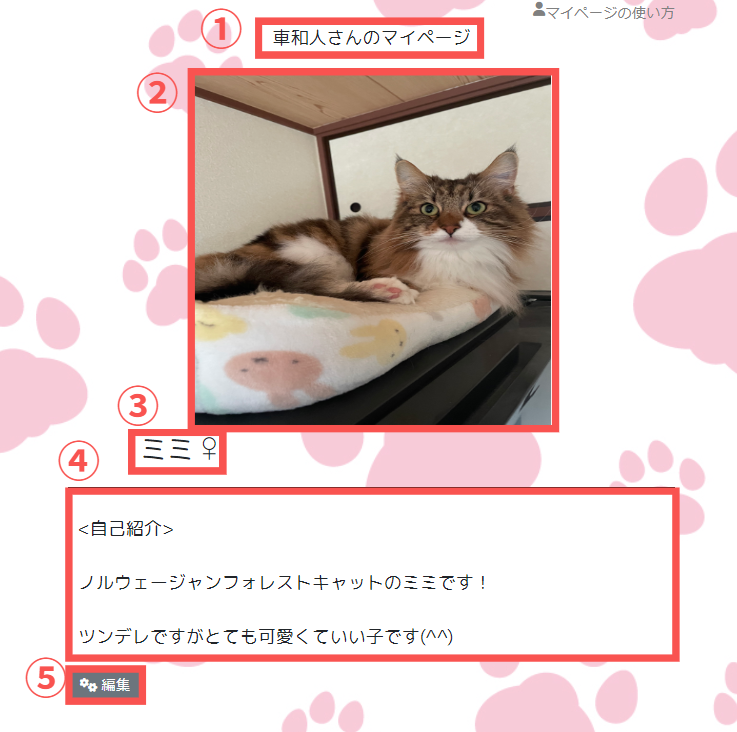 マイページの使い方
① 車和人さんのマイページ
②
③
ミミ♀
④
<自己紹介>
ノルウェージャンフォレストキャットのミミです！
ツンデレですがとても可愛くていい子です(^^)
⑤ 編集